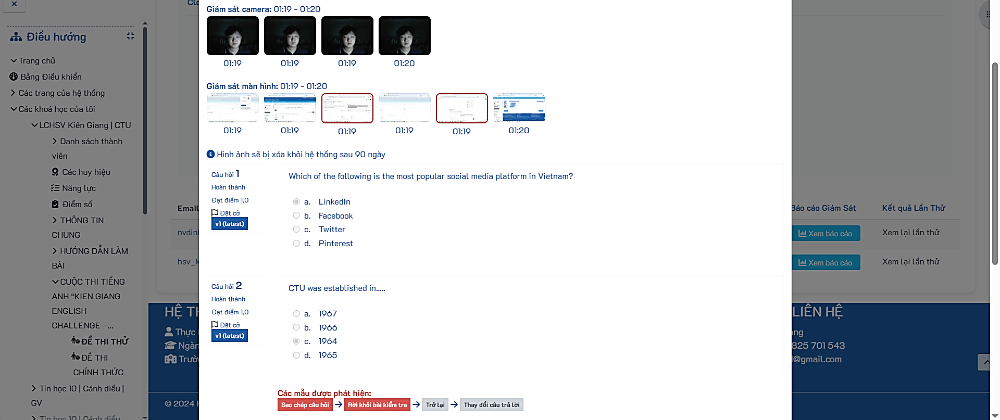 Điều hướng
Trang chủ
Bảng Điều khiển
Các trang của hệ thống
Các khoá học của tôi
LCHSV Kiên Giang | CTU
Danh sách thành
viên
Các huy hiệu
Năng lực
Điểm số
THÔNG TIN
CHUNG
HƯỚNG DẪN LÀM
BÀI
CUỘC THI TIẾNG
ANH “KIEN GIANG
ENGLISH
CHALLENGE –...
ĐỀ THI THỬ
ĐỀ THI
CHÍNH THỨC
Tin học 10 | Cánh diều |
GV
Tin học 10 | Cánh diều
Giám sát camera: 01:19 - 01:20
01:19 01:19 01:19 01:20
Giám sát màn hình: 01:19 - 01:20
01:19 01:19 01:19 01:19 01:19 01:20
Hình ảnh sẽ bị xóa khỏi hệ thống sau 90 ngày
Câu hỏi 1
Hoàn thành
Đạt điểm 1,0
Đặt cờ
v1 (latest)
Which of the following is the most popular social media platform in Vietnam?
a. LinkedIn
b. Facebook
c. Twitter
d. Pinterest
Câu hỏi 2
Hoàn thành
Đạt điểm 1,0
Đặt cờ
v1 (latest)
CTU was established in.....
a. 1967
b. 1966
c. 1964
d. 1965
Các mẫu được phát hiện:
Sao chép câu hỏi → Rời khỏi bài kiểm tra → Trở lại → Thay đổi câu trả lời
Email
Báo cáo Giám Sát Kết quả Lần Thử
Xem báo cáo Xem lại lần thử
hsv_k
Xem báo cáo Xem lại lần thử
HỆ TH
Thực
Ngàn
Trườ
© 2024
LIÊN HỆ
ang
825 701 543
@gmail.com